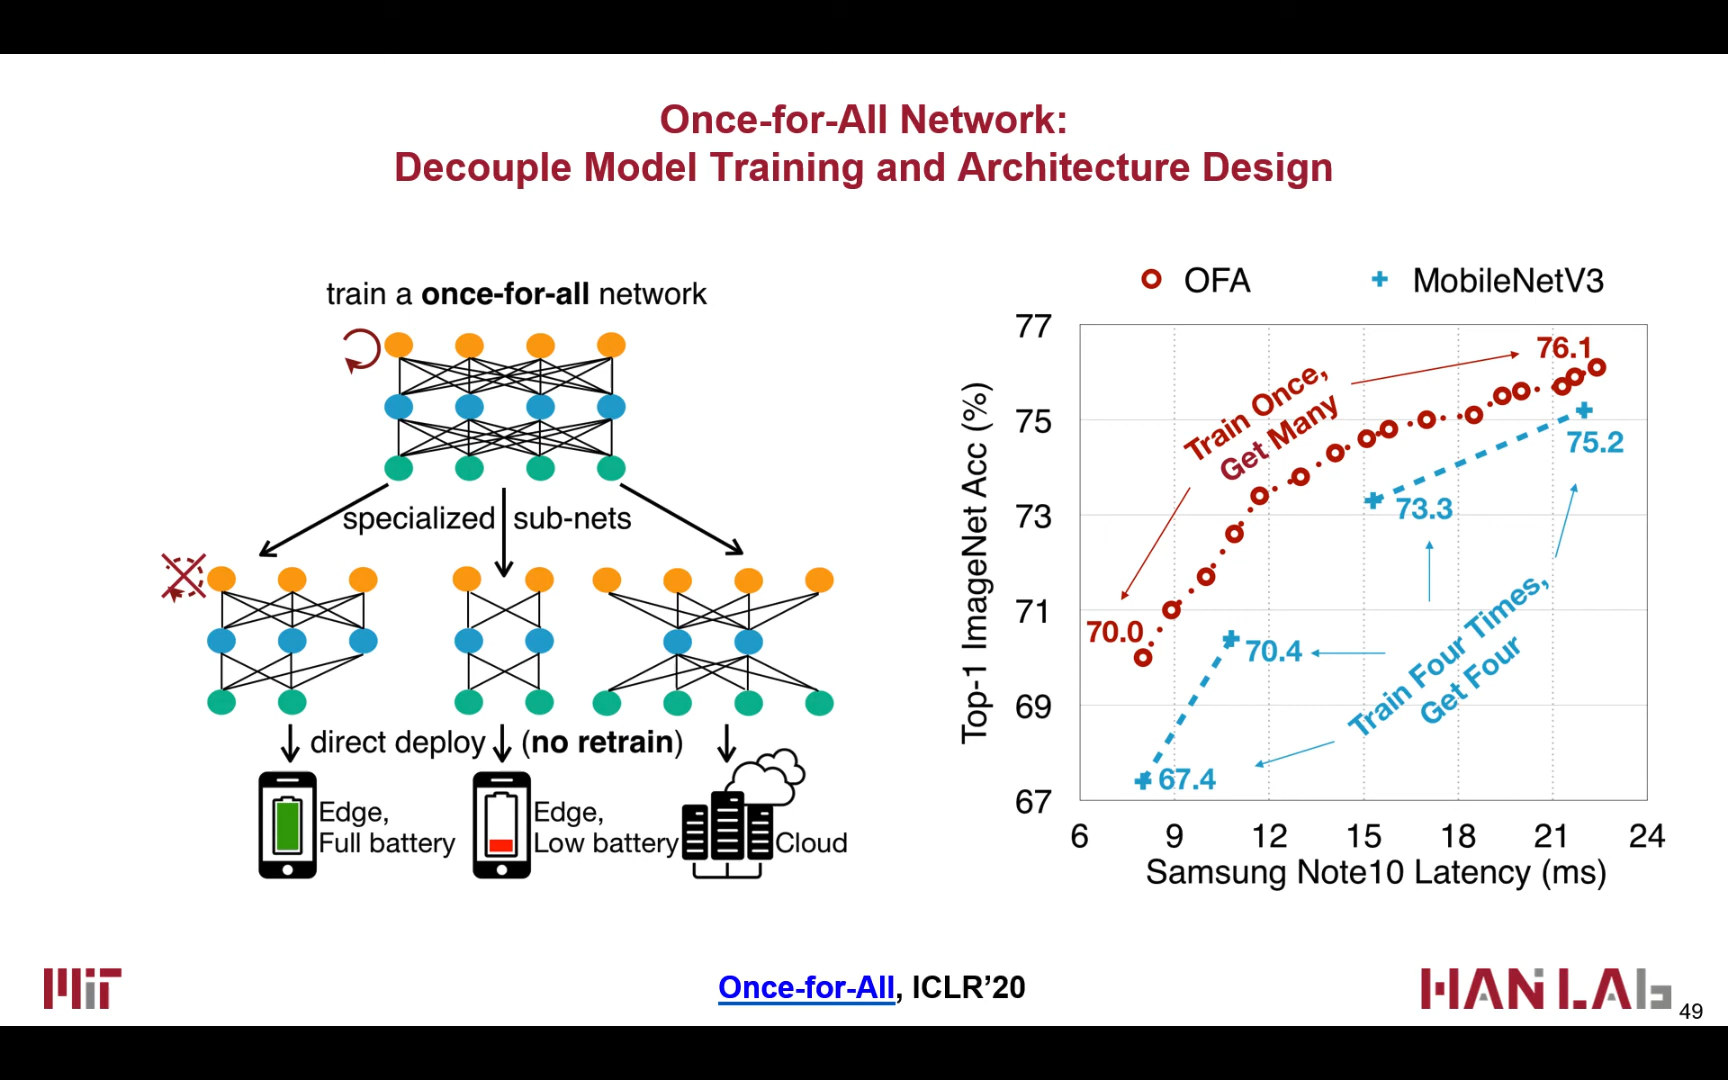 Once-for-All Network:
Decouple Model Training and Architecture Design
train a once-for-all network
specialized sub-nets
direct deploy (no retrain)
Edge,
Full battery
Edge,
Low battery
Cloud
OFA
MobileNetV3
77
75
73
71
69
67
Top-1 ImageNet Acc (%)
Train Once,
Get Many
76.1
75.2
73.3
70.0
70.4
67.4
Train Four Times,
Get Four
6 9 12 15 18 21 24
Samsung Note10 Latency (ms)
MIT
Once-for-All, ICLR’20
HAN LAb
49